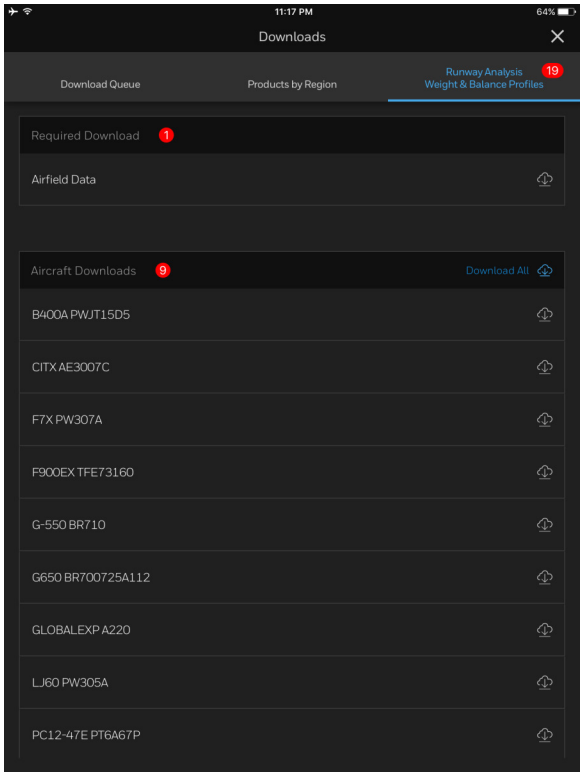 11:17 PM
64%
Downloads
Download Queue
Products by Region
Runway Analysis
Weight & Balance Profiles
19
Required Download
1
Airfield Data
Aircraft Downloads
9
Download All
B400A PWJT15D5
CITX AE3007C
F7X PW307A
F900EX TFE73160
G-550 BR710
G650 BR700725A112
GLOBALEXP A220
LJ60 PW305A
PC12-47E PT6A67P